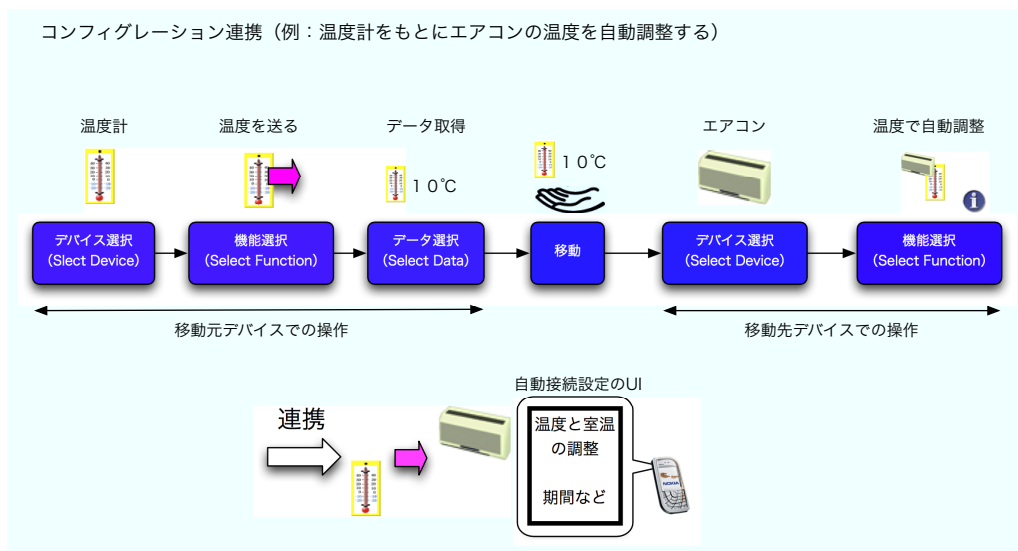 コンフィグレーション連携（例：温度計をもとにエアコンの温度を自動調整する）
温度計
温度を送る
データ取得
エアコン
温度で自動調整
１０℃
１０℃
デバイス選択
（Slect Device）
機能選択
（Select Function）
データ選択
（Select Data）
移動
デバイス選択
（Select Device）
機能選択
（Select Function）
移動元デバイスでの操作
移動先デバイスでの操作
自動接続設定のUI
連携
温度と室温
の調整
期間など
NOKIA